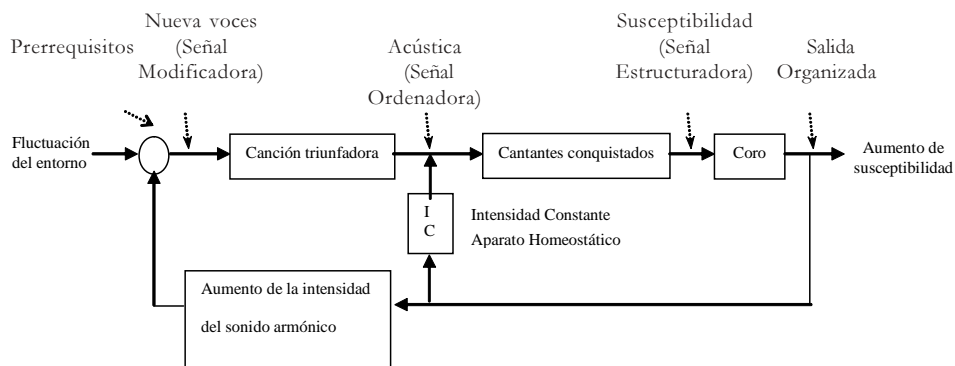 Prerrequisitos
Nueva voces
(Señal
Modificadora)
Acústica
(Señal
Ordenadora)
Susceptibilidad
(Señal
Estructuradora)
Salida
Organizada
Fluctuación
del entorno
Canción triunfadora
Cantantes conquistados
Coro
Aumento de
susceptibilidad
I
C
Intensidad Constante
Aparato Homeostático
Aumento de la intensidad
del sonido armónico